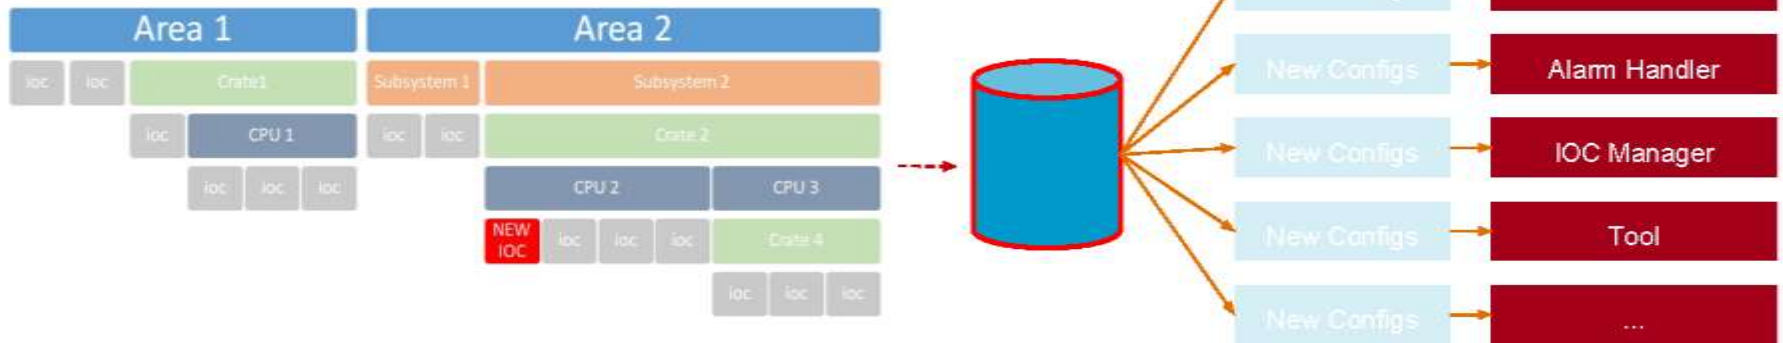 Area 1
Area 2
ioc
ioc
Crate1
Subsystem 1
Subsystem 2
ioc
CPU 1
ioc
ioc
Crate 2
ioc
ioc
ioc
CPU 2
CPU 3
NEW
IOC
ioc
ioc
ioc
Crate 4
ioc
ioc
ioc
New Configs
Alarm Handler
New Configs
IOC Manager
New Configs
Tool
New Configs
...